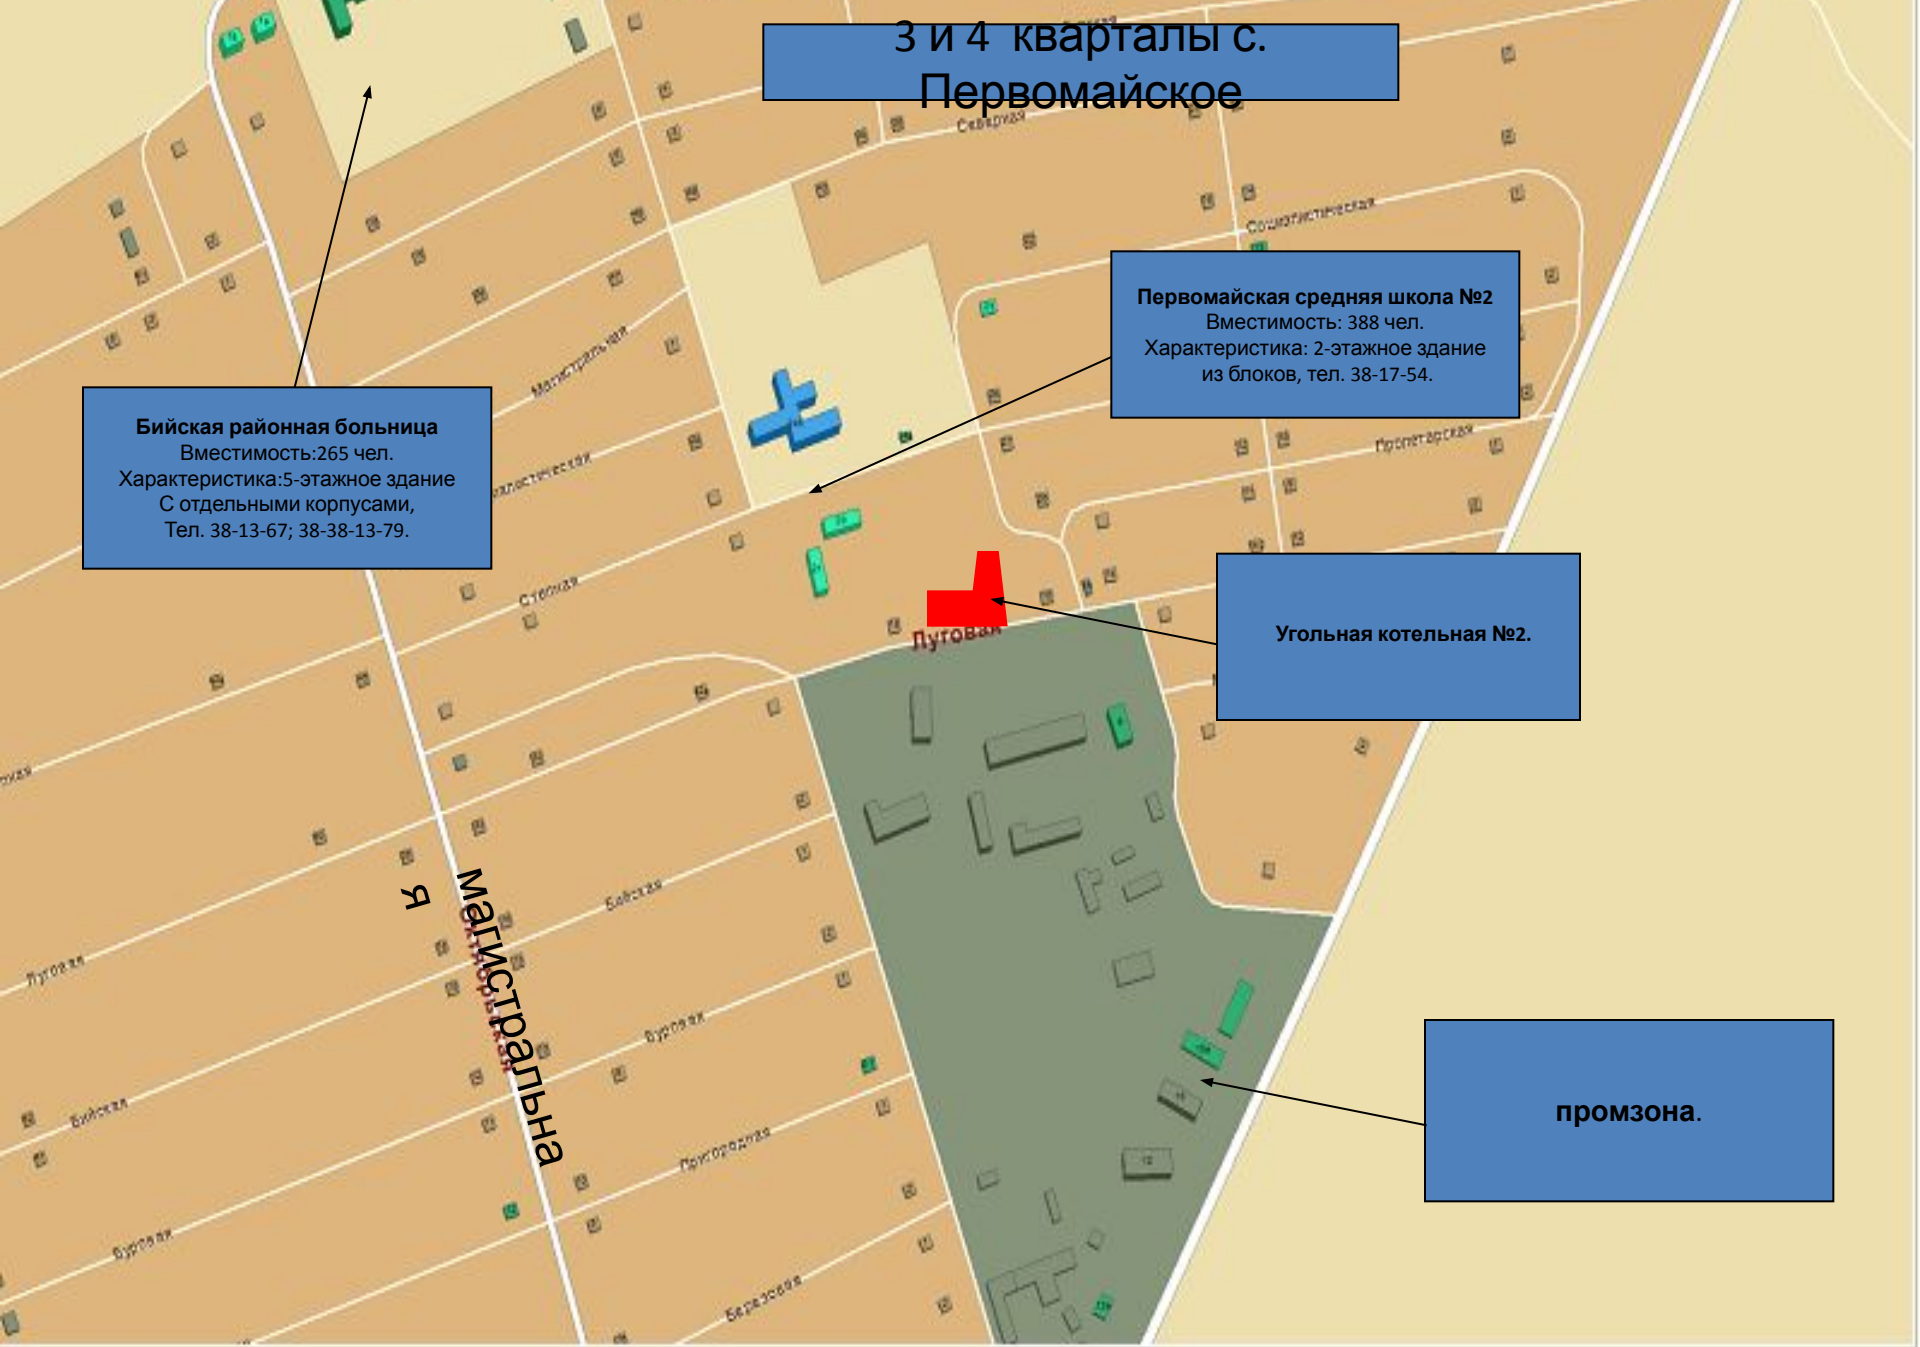 3 и 4 кварталы с.
Первомайское
Северная
Социалистическая
Первомайская средняя школа №2
Вместимость: 388 чел.
Характеристика: 2-этажное здание
из блоков, тел. 38-17-54.
Магистральная
Бийская районная больница
Вместимость:265 чел.
Характеристика:5-этажное здание
С отдельными корпусами,
Тел. 38-13-67; 38-38-13-79.
Пролетарская
Степная
Луговая
Угольная котельная №2.
магистральна
я
Октябрьская
Бийская
Луговая
Буровая
Бийская
Пригородная
промзона.
Буровая
Березовая